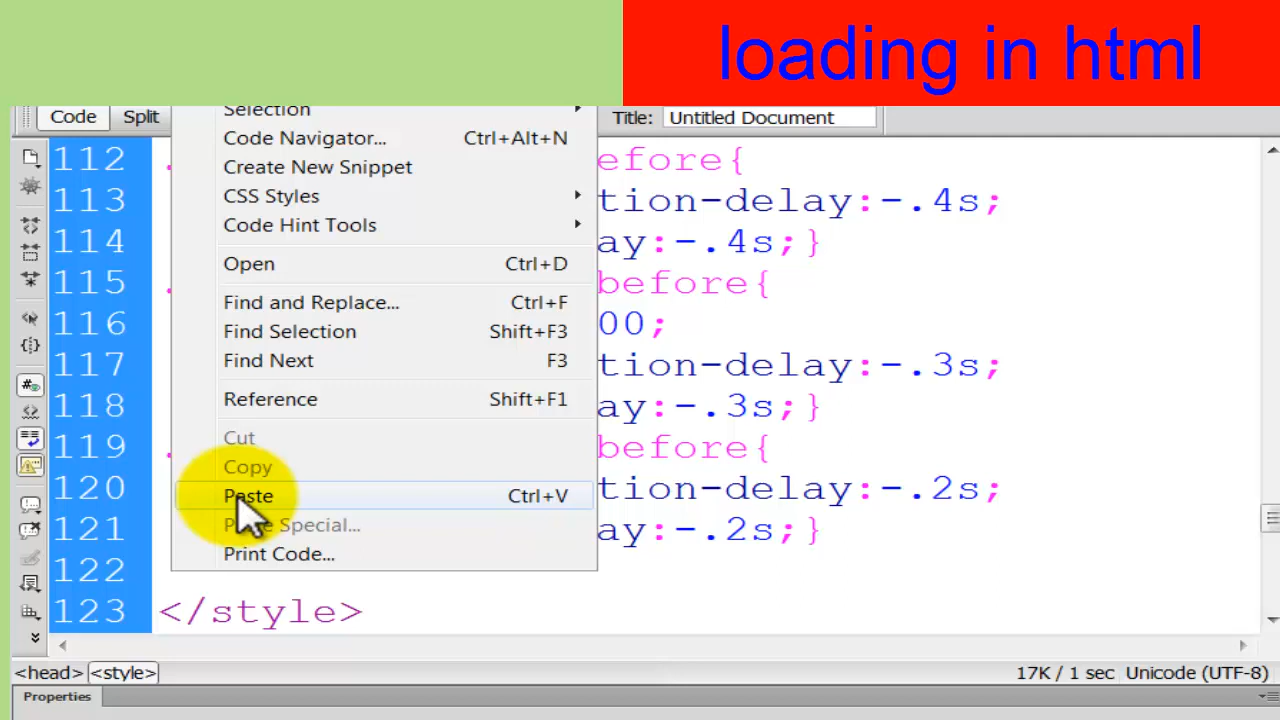 loading in html
Code Split Title: Untitled Document
Selection
Code Navigator... Ctrl+Alt+N
Create New Snippet
CSS Styles
Code Hint Tools
Open Ctrl+D
Find and Replace... Ctrl+F
Find Selection Shift+F3
Find Next F3
Reference Shift+F1
Cut
Copy
Paste Ctrl+V
Special...
Print Code...
112 efore{
113 tion-delay:-.4s;
114 ay:-.4s;}
115 before{
116 00;
117 tion-delay:-.3s;
118 ay:-.3s;}
119 before{
120 tion-delay:-.2s;
121 ay:-.2s;}
122
123 </style>
<head> <style> 17K / 1 sec Unicode (UTF-8)
Properties